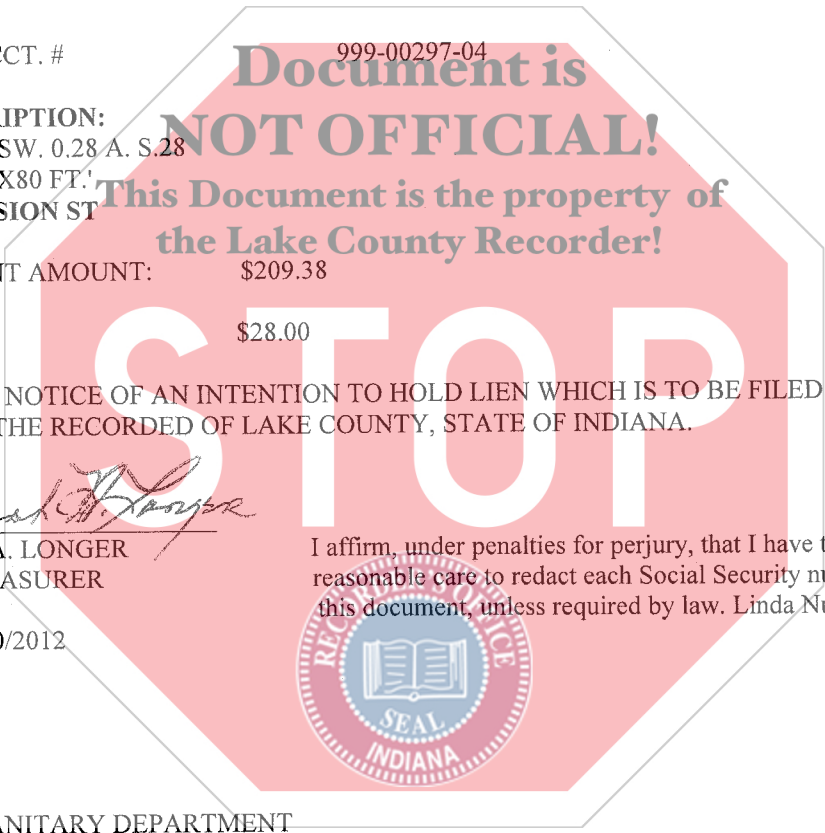 CCT. # 999-00297-04
Document is
RIPTION:
NOT OFFICIAL!
SW. 0.28 A. S.28
X80 FT.'
This Document is the property of
SION ST
the Lake County Recorder!
NT AMOUNT: $209.38
$28.00
STOP
NOTICE OF AN INTENTION TO HOLD LIEN WHICH IS TO BE FILED
THE RECORDED OF LAKE COUNTY, STATE OF INDIANA.
A. LONGER
ASURER
I affirm, under penalties for perjury, that I have t
reasonable care to redact each Social Security nu
this document, unless required by law. Linda Nu
0/2012
RECORDER'S OFFICE
SEAL
INDIANA
ANITARY DEPARTMENT